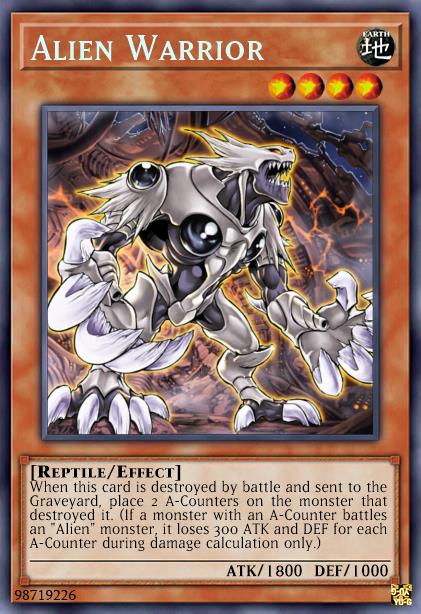 Alien Warrior
EARTH
地
[Reptile/Effect]
When this card is destroyed by battle and sent to the
Graveyard, place 2 A-Counters on the monster that
destroyed it. (If a monster with an A-Counter battles
an "Alien" monster, it loses 300 ATK and DEF for each
A-Counter during damage calculation only.)
ATK/1800 DEF/1000
98719226